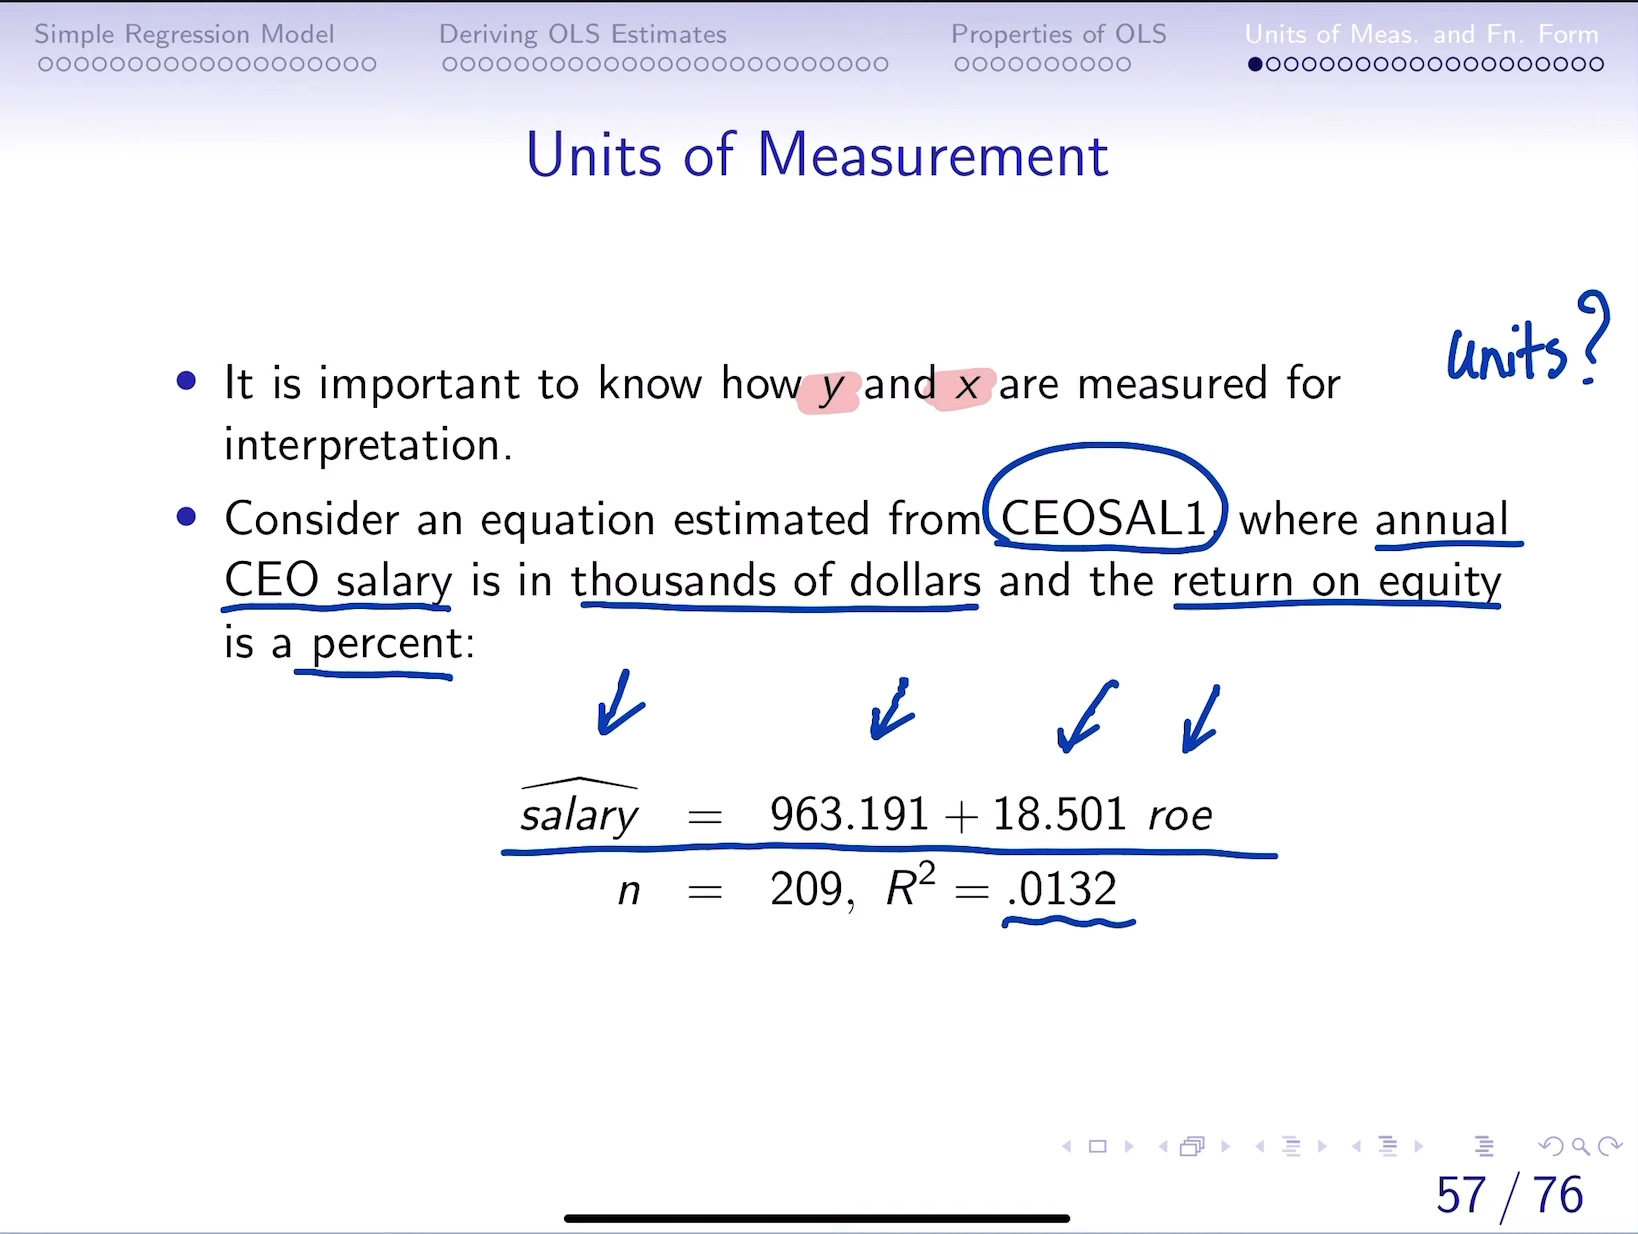 Simple Regression Model Deriving OLS Estimates Properties of OLS Units of Meas. and Fn. Form
Units of Measurement
units?
• It is important to know how y and x are measured for
interpretation.
• Consider an equation estimated from CEOSAL1, where annual
CEO salary is in thousands of dollars and the return on equity
is a percent:
\widehat{salary} = 963.191 + 18.501 roe
n = 209, R² = .0132
57 / 76